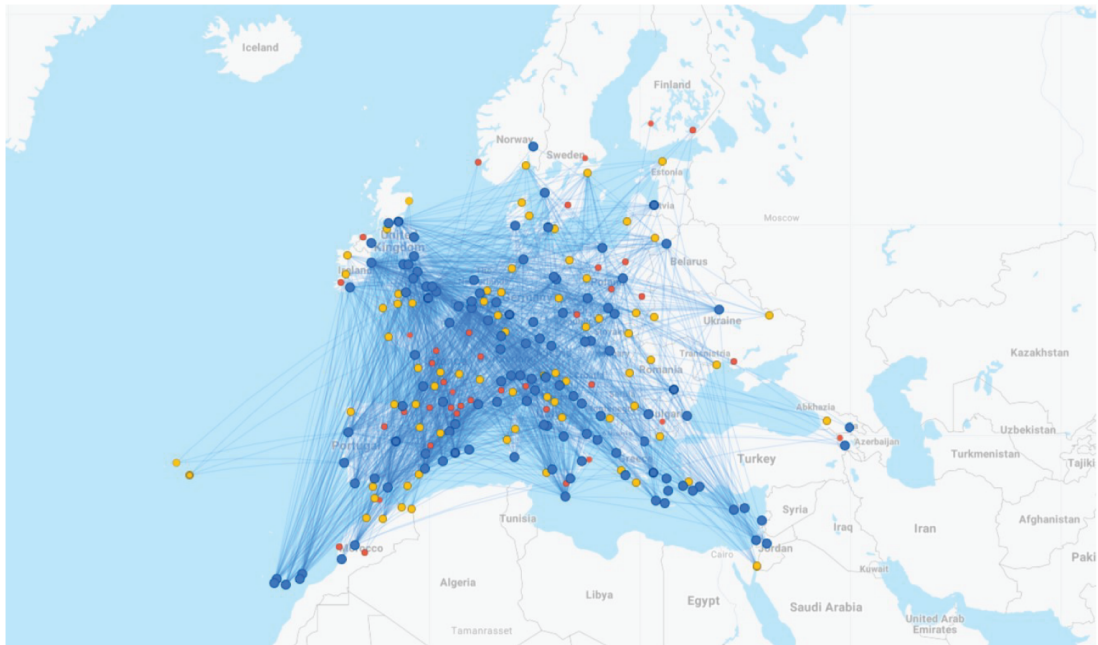 Iceland
Finland
Norway
Sweden
Estonia
Moscow
United
Kingdom
Ireland
Belarus
Ukraine
Transnistria
Romania
Kazakhstan
Abkhazia
Portugal
Azerbaijan
Uzbekistan
Turkmenistan
Turkey
Tajiki
Greece
Syria
Tunisia
Iraq
Iran
Afghanistan
Morocco
Cairo
Jordan
Paki
Kuwait
Algeria
Libya
Egypt
Saudi Arabia
United Arab
Emirates
Tamanrasset